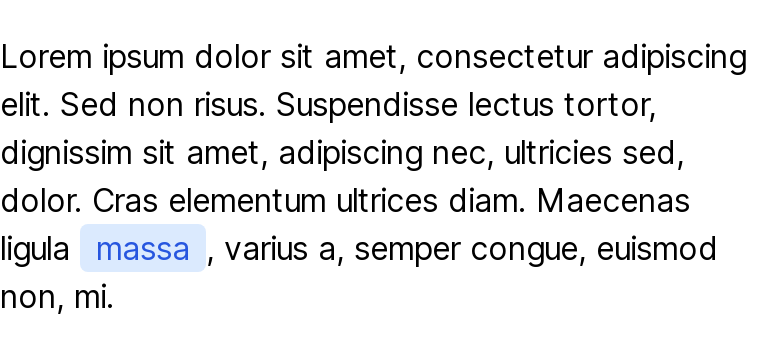 Lorem ipsum dolor sit amet, consectetur adipiscing
elit. Sed non risus. Suspendisse lectus tortor,
dignissim sit amet, adipiscing nec, ultricies sed,
dolor. Cras elementum ultrices diam. Maecenas
ligula massa, varius a, semper congue, euismod
non, mi.